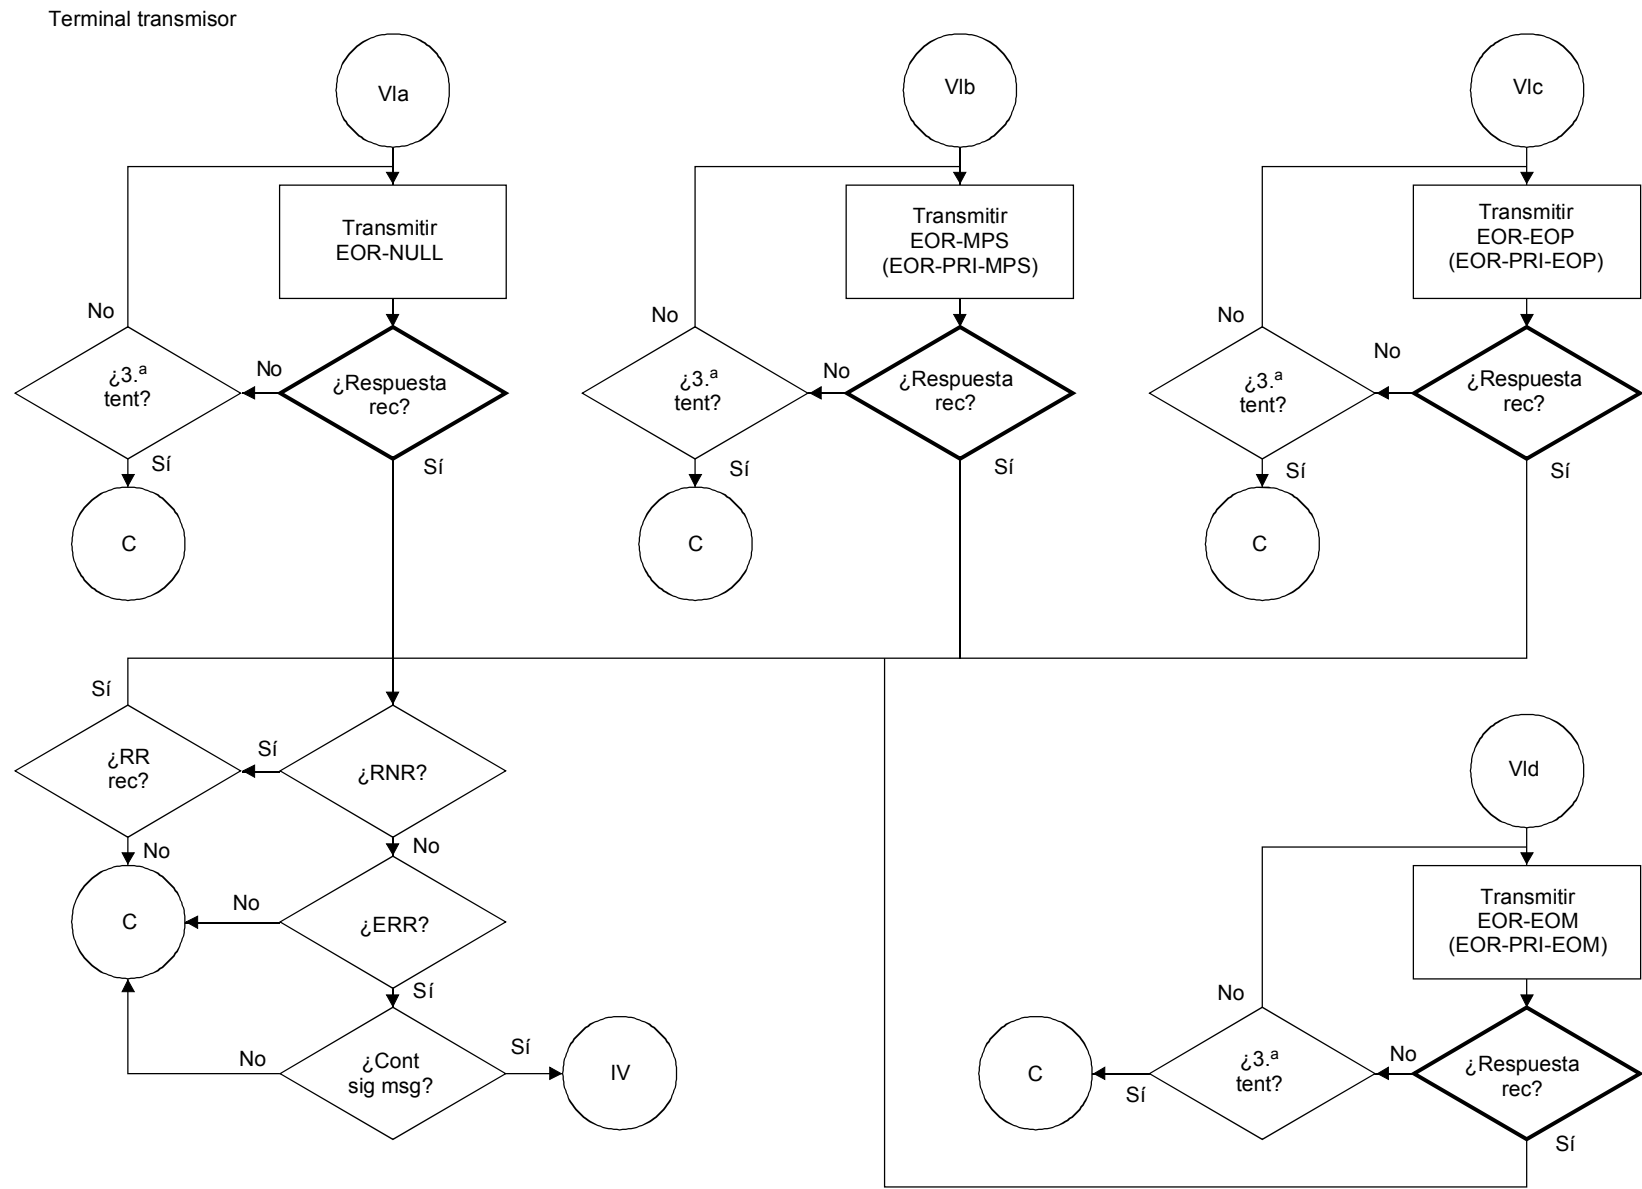 Terminal transmisor
VIa
VIb
VIc
Transmitir
EOR-NULL
Transmitir
EOR-MPS
(EOR-PRI-MPS)
Transmitir
EOR-EOP
(EOR-PRI-EOP)
No
No
No
¿3.ª
tent?
No
¿Respuesta
rec?
¿3.ª
tent?
No
¿Respuesta
rec?
¿3.ª
tent?
No
¿Respuesta
rec?
Sí
Sí
Sí
Sí
Sí
Sí
C
C
C
Sí
¿RR
rec?
Sí
¿RNR?
VId
No
No
C
No
¿ERR?
Transmitir
EOR-EOM
(EOR-PRI-EOM)
Sí
No
No
¿Cont
sig msg?
Sí
IV
C
Sí
¿3.ª
tent?
No
¿Respuesta
rec?
Sí